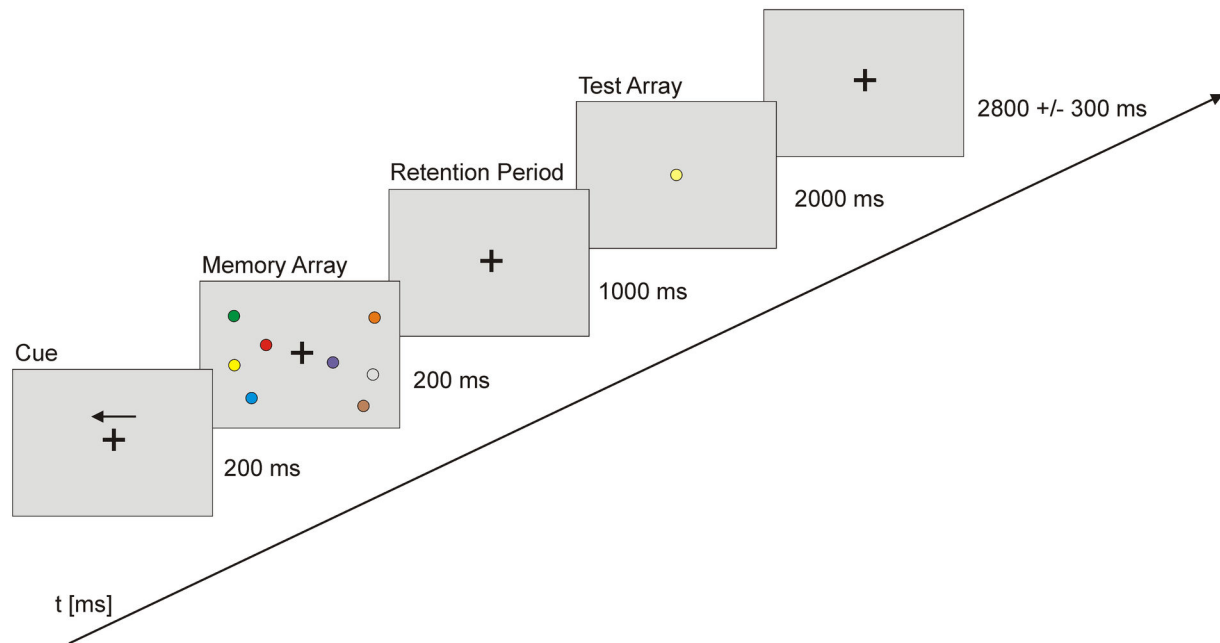 Test Array
2800 +/- 300 ms
Retention Period
2000 ms
Memory Array
1000 ms
Cue
200 ms
200 ms
t [ms]